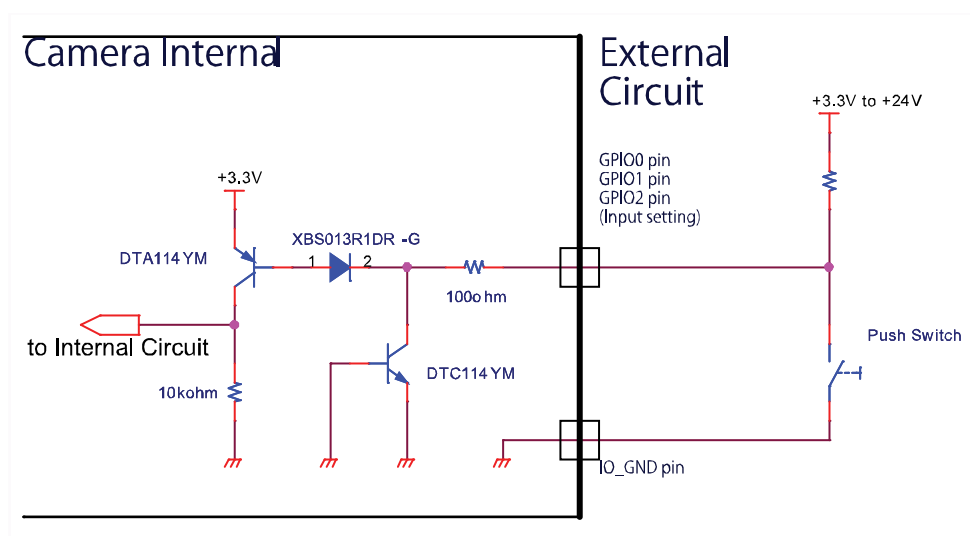 Camera Internal
External
Circuit
+3.3V to +24V
GPIO0 pin
GPIO1 pin
GPIO2 pin
(Input setting)
+3.3V
XBS013R1DR -G
DTA114YM
1
2
100ohm
to Internal Circuit
Push Switch
DTC114YM
10kohm
IO_GND pin